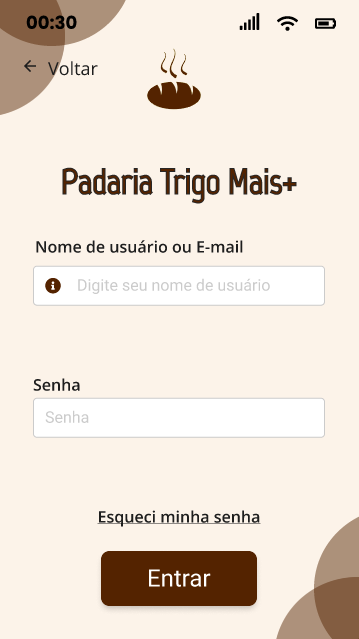 00:30
Voltar
Padaria Trigo Mais+
Nome de usuário ou E-mail
Digite seu nome de usuário
Senha
Senha
Esqueci minha senha
Entrar